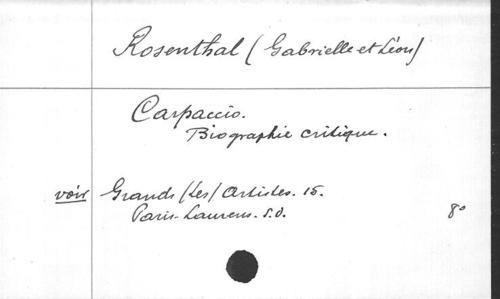 Rosenthal (Gabrielle et Léon)
Carpaccio.
Biographie critique.
voir Grands (Les) Artistes. 15.
Paris. Laurens. S.d. 8°